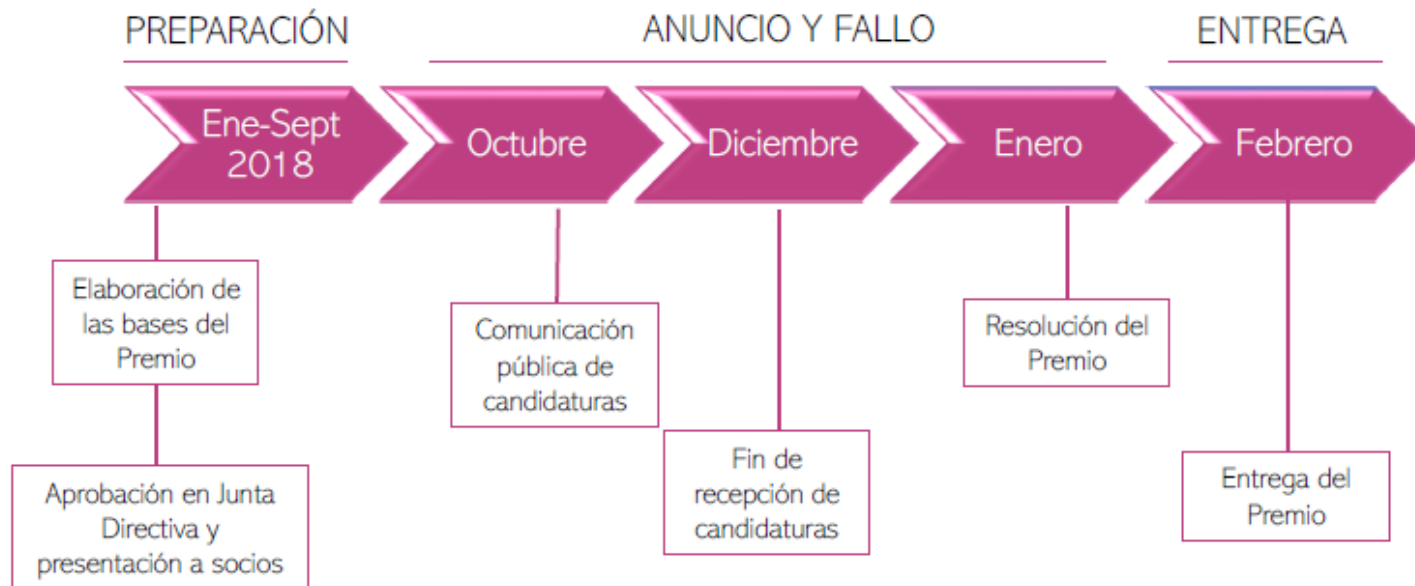 PREPARACIÓN
ANUNCIO Y FALLO
ENTREGA
Ene-Sept
2018
Octubre
Diciembre
Enero
Febrero
Elaboración de
las bases del
Premio
Aprobación en Junta
Directiva y
presentación a socios
Comunicación
pública de
candidaturas
Fin de
recepción de
candidaturas
Resolución del
Premio
Entrega del
Premio